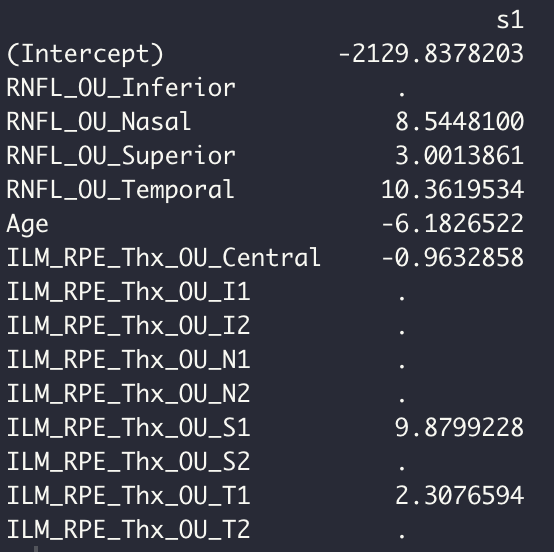 s1
(Intercept) -2129.8378203
RNFL_OU_Inferior .
RNFL_OU_Nasal 8.5448100
RNFL_OU_Superior 3.0013861
RNFL_OU_Temporal 10.3619534
Age -6.1826522
ILM_RPE_Thx_OU_Central -0.9632858
ILM_RPE_Thx_OU_I1 .
ILM_RPE_Thx_OU_I2 .
ILM_RPE_Thx_OU_N1 .
ILM_RPE_Thx_OU_N2 .
ILM_RPE_Thx_OU_S1 9.8799228
ILM_RPE_Thx_OU_S2 .
ILM_RPE_Thx_OU_T1 2.3076594
ILM_RPE_Thx_OU_T2 .